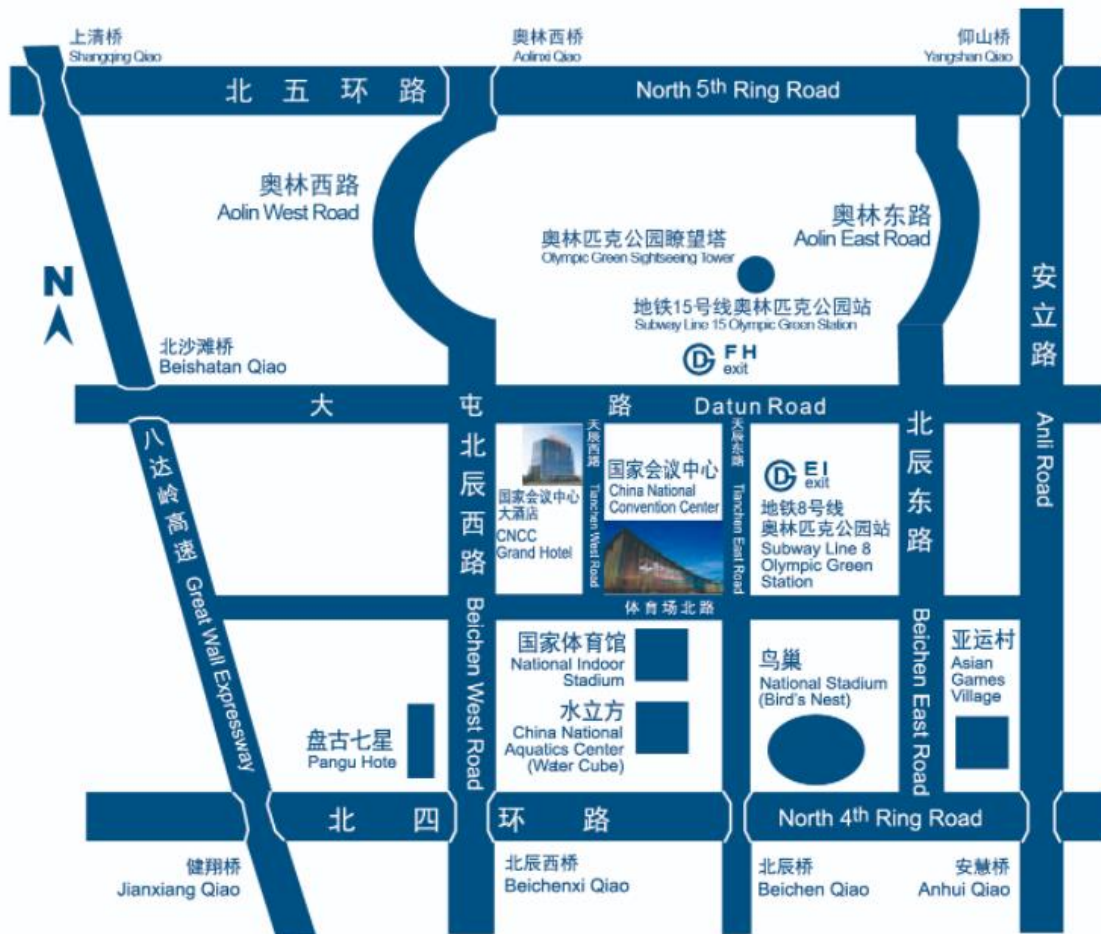 上清桥
Shangqing Qiao
奥林西桥
Aolinxi Qiao
仰山桥
Yangshan Qiao
北五环路
North 5th Ring Road
奥林西路
Aolin West Road
奥林东路
Aolin East Road
奥林匹克公园瞭望塔
Olympic Green Sightseeing Tower
地铁15号线奥林匹克公园站
Subway Line 15 Olympic Green Station
FH
exit
N
安立路
Anli Road
北沙滩桥
Beishatan Qiao
大屯路
Datun Road
八达岭高速
Great Wall Expressway
北辰西路
Beichen West Road
国家会议中心
大酒店
CNCC
Grand Hotel
天辰西路
Tianchen West Road
国家会议中心
China National
Convention Center
天辰东路
Tianchen East Road
EI
exit
地铁8号线
奥林匹克公园站
Subway Line 8
Olympic Green
Station
北辰东路
Beichen East Road
体育场北路
国家体育馆
National Indoor
Stadium
水立方
China National
Aquatics Center
(Water Cube)
鸟巢
National Stadium
(Bird's Nest)
亚运村
Asian
Games
Village
盘古七星
Pangu Hote
北四环路
North 4th Ring Road
健翔桥
Jianxiang Qiao
北辰西桥
Beichenxi Qiao
北辰桥
Beichen Qiao
安慧桥
Anhui Qiao